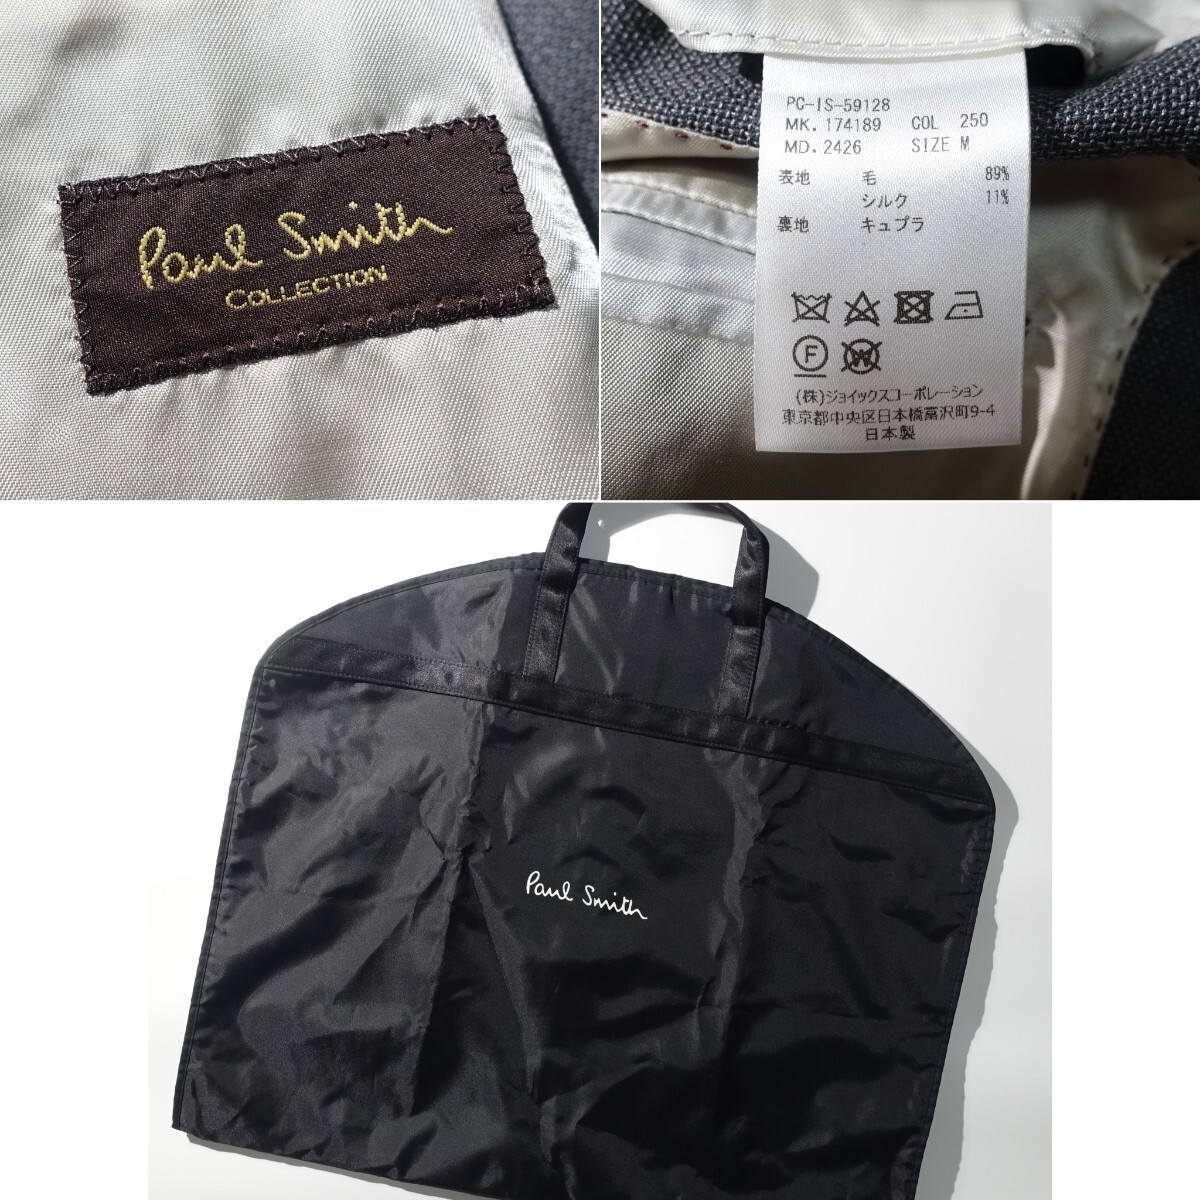 Paul Smith
COLLECTION
PC-IS-59128
MK. 174189 COL 250
MD. 2426 SIZE M
表地 毛 89%
シルク 11%
裏地 キュプラ
F
W
(株)ジョイックスコーポレーション
東京都中央区日本橋富沢町9-4
日本製
Paul Smith